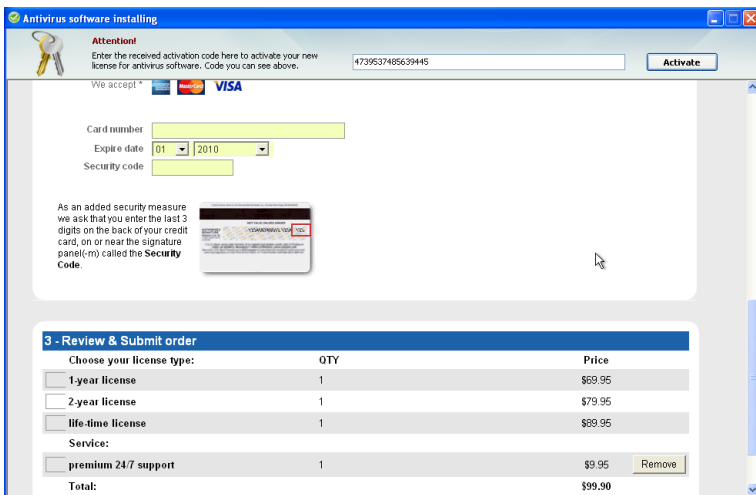 Antivirus software installing
Attention!
Enter the received activation code here to activate your new
license for antivirus software. Code you can see above.
4739537485639445
Activate
We accept *
MasterCard VISA
Card number
Expire date 01 2010
Security code
As an added security measure
we ask that you enter the last 3
digits on the back of your credit
card, on or near the signature
panel(-m) called the Security
Code.
3 - Review & Submit order
Choose your license type: QTY Price
1-year license 1 $69.95
2-year license 1 $79.95
life-time license 1 $89.95
Service:
premium 24/7 support 1 $9.95 Remove
Total: $99.90